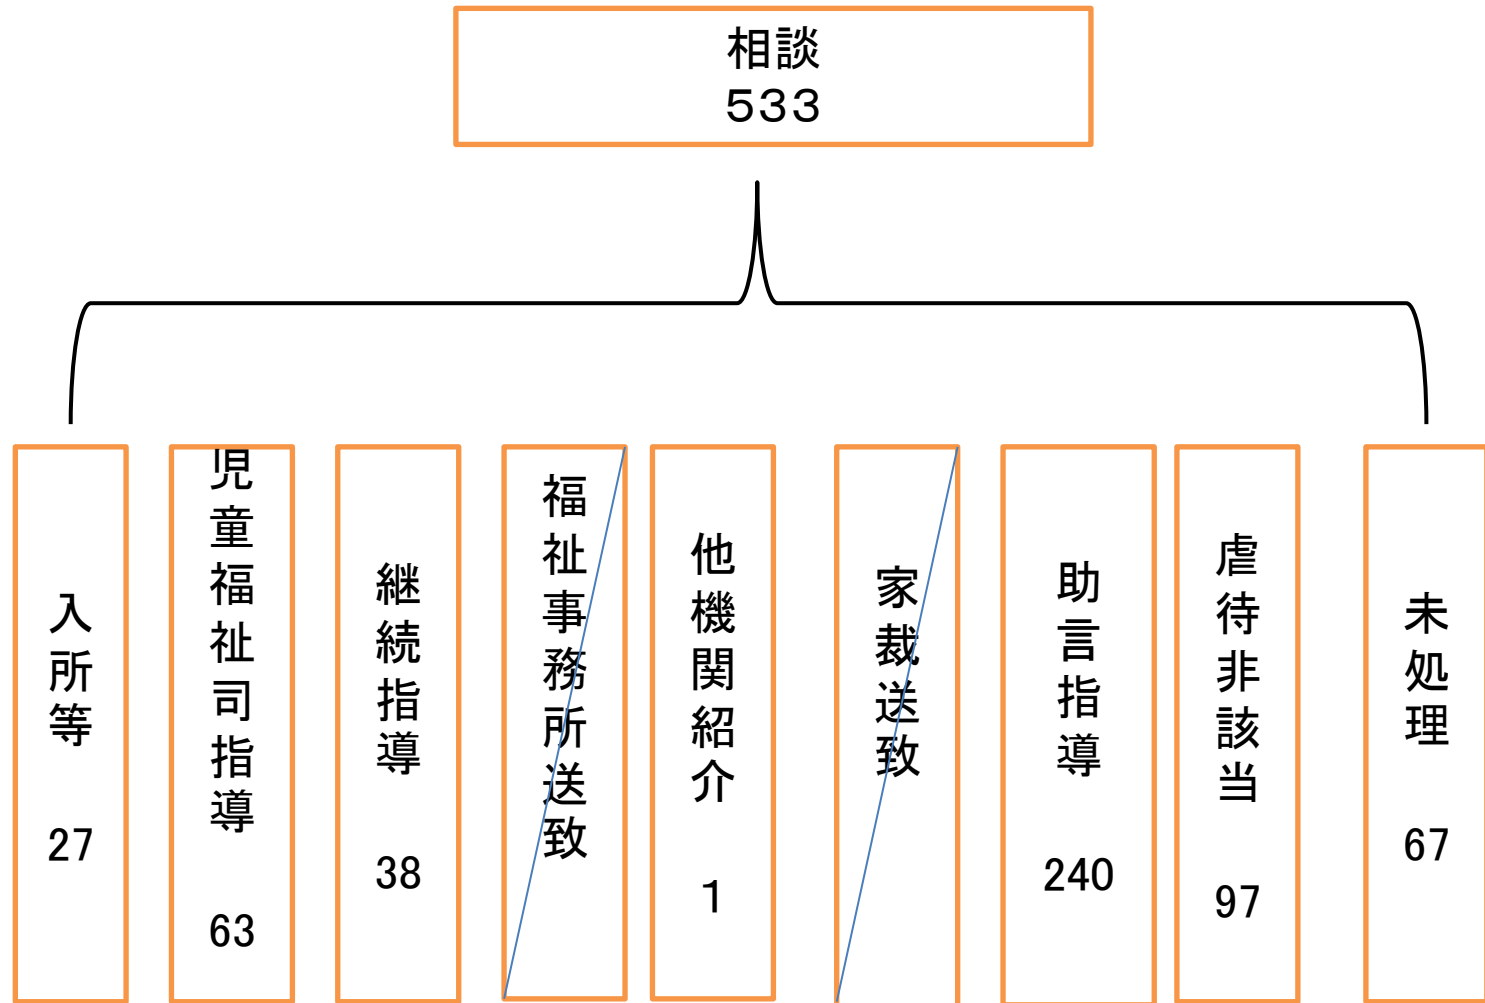 相談
533
入所等 27
児童福祉司指導 63
継続指導 38
福祉事務所送致
他機関紹介 1
家裁送致
助言指導 240
虐待非該当 97
未処理 67